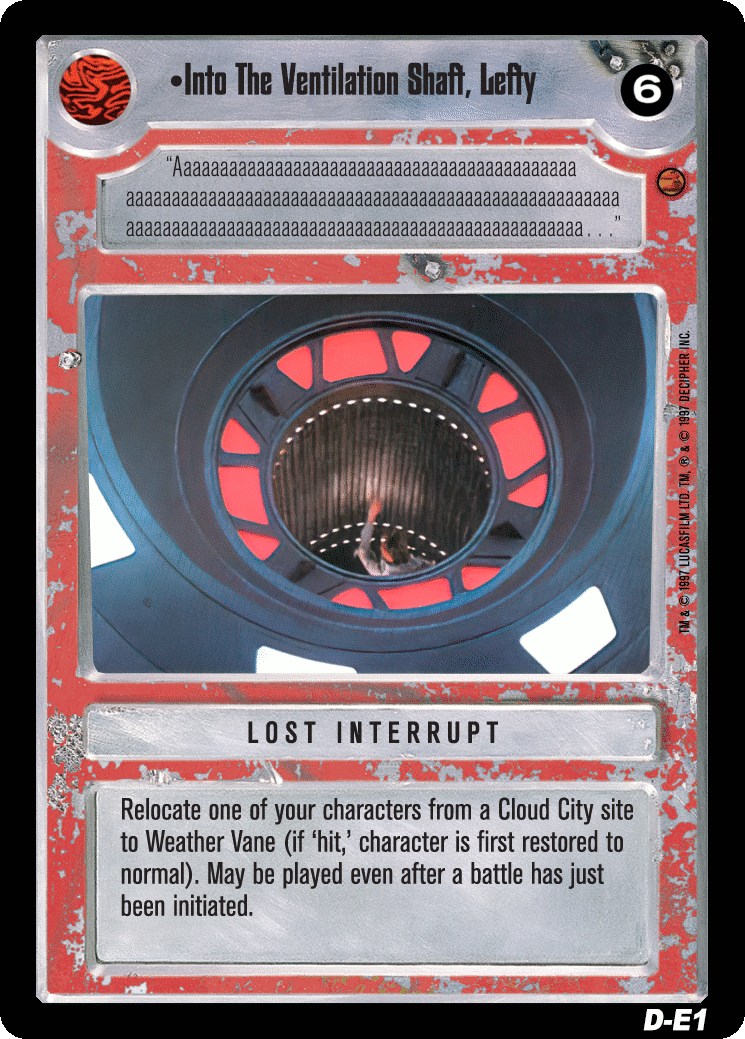 •Into The Ventilation Shaft, Lefty
6
“Aaaaaaaaaaaaaaaaaaaaaaaaaaaaaaaaaaaaaaaaaaaa
aaaaaaaaaaaaaaaaaaaaaaaaaaaaaaaaaaaaaaaaaaaaaaaaaaaaaa
aaaaaaaaaaaaaaaaaaaaaaaaaaaaaaaaaaaaaaaaaaaaaaaaaa . . .”
TM & © 1997 LUCASFILM LTD. TM, ® & © 1997 DECIPHER INC.
LOST INTERRUPT
Relocate one of your characters from a Cloud City site
to Weather Vane (if ‘hit,’ character is first restored to
normal). May be played even after a battle has just
been initiated.
D-E1